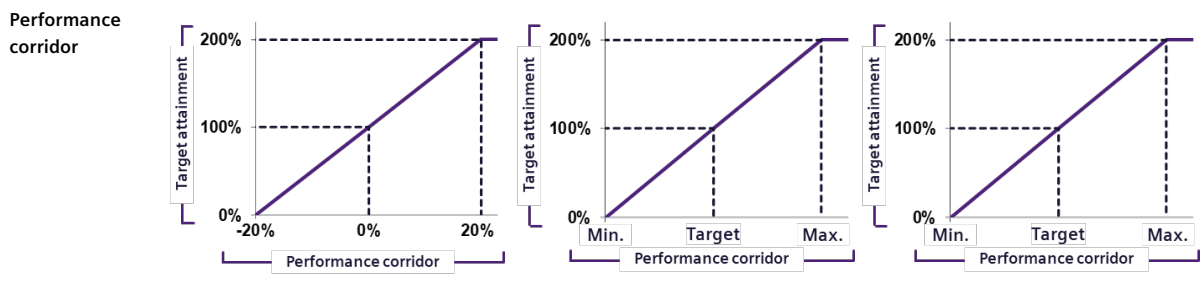 Performance
corridor
Target attainment
200%
100%
0%
-20% 0% 20%
Performance corridor
Target attainment
200%
100%
0%
Min. Target Max.
Performance corridor
Target attainment
200%
100%
0%
Min. Target Max.
Performance corridor